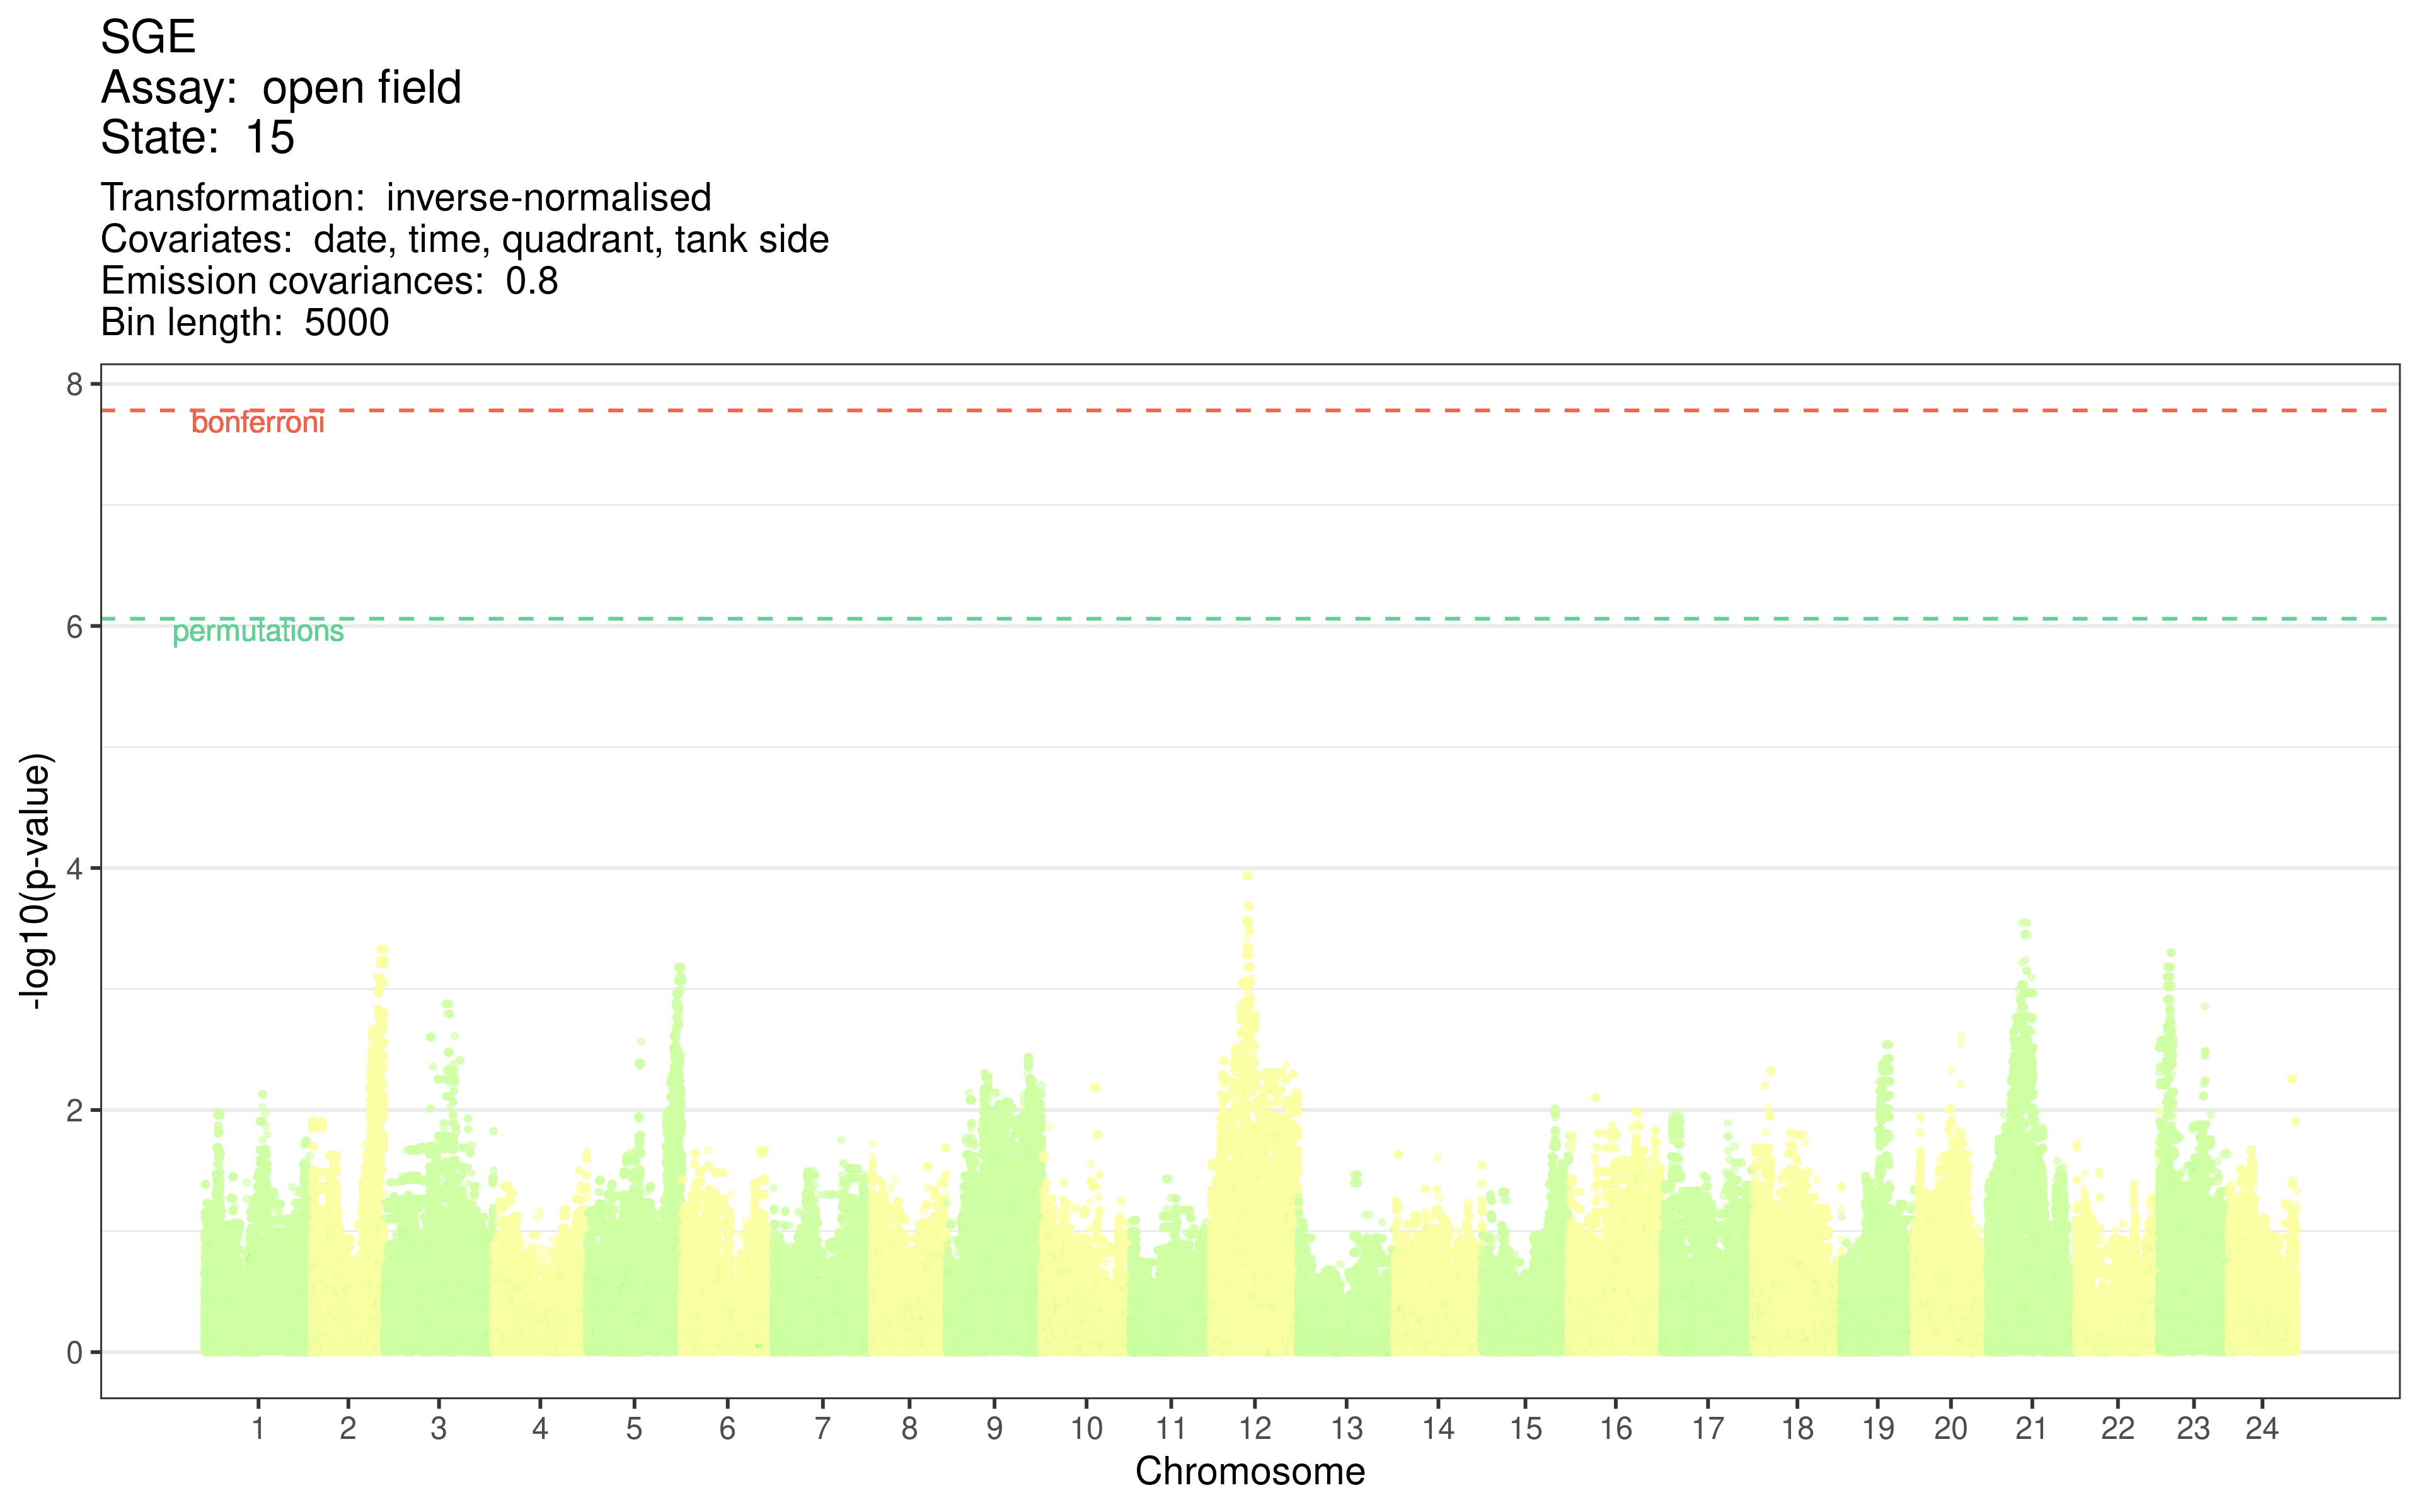 SGE
Assay:  open field
State:  15
Transformation:  inverse-normalised
Covariates:  date, time, quadrant, tank side
Emission covariances:  0.8
Bin length:  5000
8
bonferroni
6
permutations
4
2
0
-log10(p-value)
1 2 3 4 5 6 7 8 9 10 11 12 13 14 15 16 17 18 19 20 21 22 23 24
Chromosome